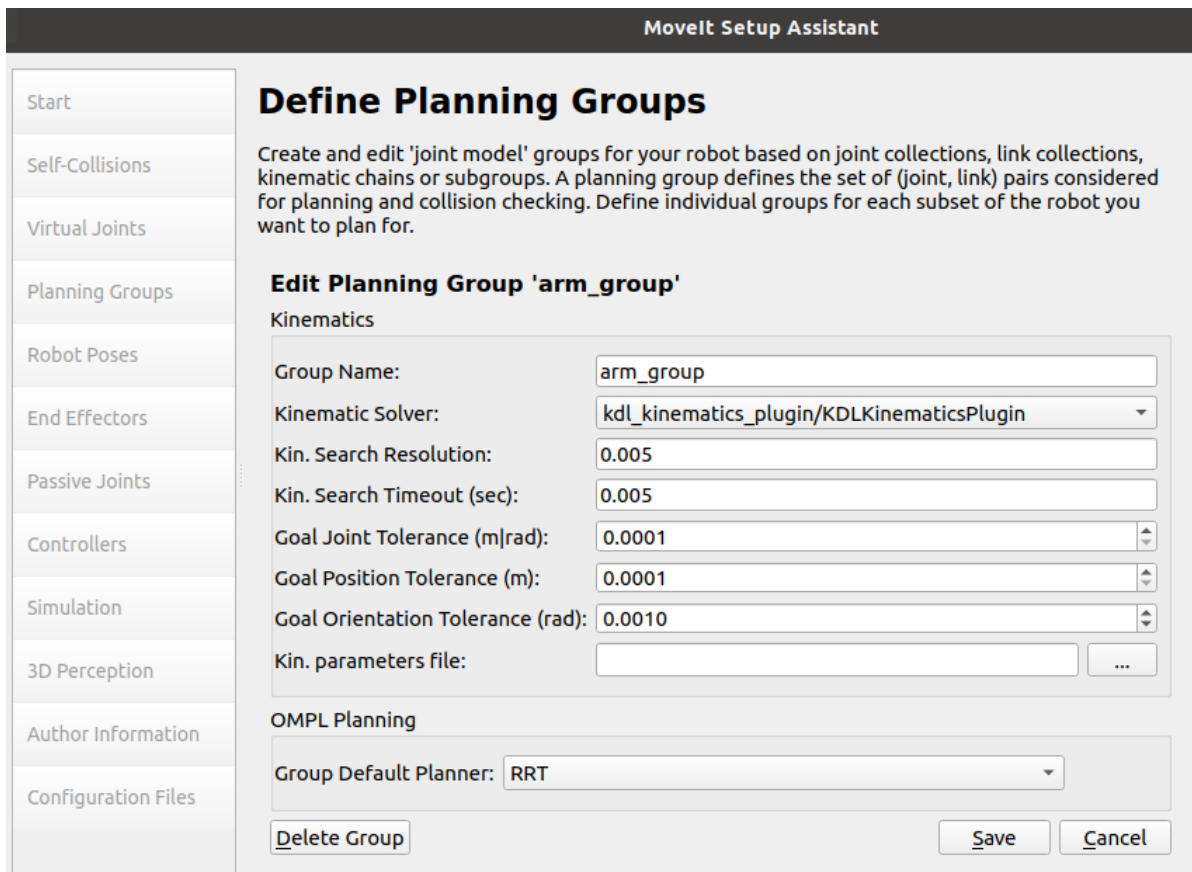 MoveIt Setup Assistant
Start
Self-Collisions
Virtual Joints
Planning Groups
Robot Poses
End Effectors
Passive Joints
Controllers
Simulation
3D Perception
Author Information
Configuration Files
Define Planning Groups
Create and edit 'joint model' groups for your robot based on joint collections, link collections,
kinematic chains or subgroups. A planning group defines the set of (joint, link) pairs considered
for planning and collision checking. Define individual groups for each subset of the robot you
want to plan for.
Edit Planning Group 'arm_group'
Kinematics
Group Name: arm_group
Kinematic Solver: kdl_kinematics_plugin/KDLKinematicsPlugin
Kin. Search Resolution: 0.005
Kin. Search Timeout (sec): 0.005
Goal Joint Tolerance (m|rad): 0.0001
Goal Position Tolerance (m): 0.0001
Goal Orientation Tolerance (rad): 0.0010
Kin. parameters file: ...
OMPL Planning
Group Default Planner: RRT
Delete Group Save Cancel